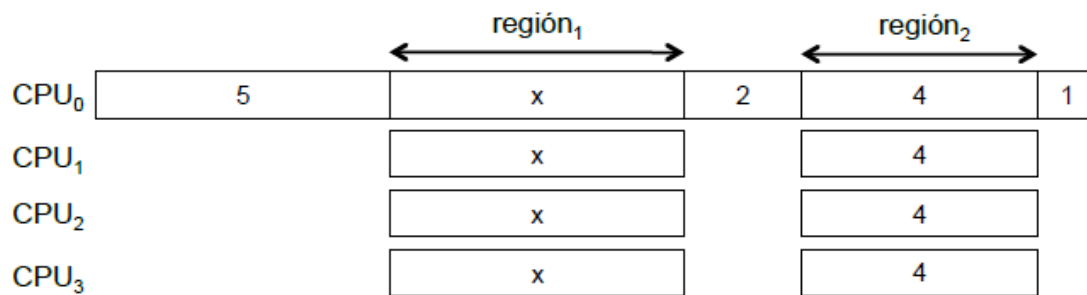 región₁ región₂
CPU₀ 5 x 2 4 1
CPU₁ x 4
CPU₂ x 4
CPU₃ x 4